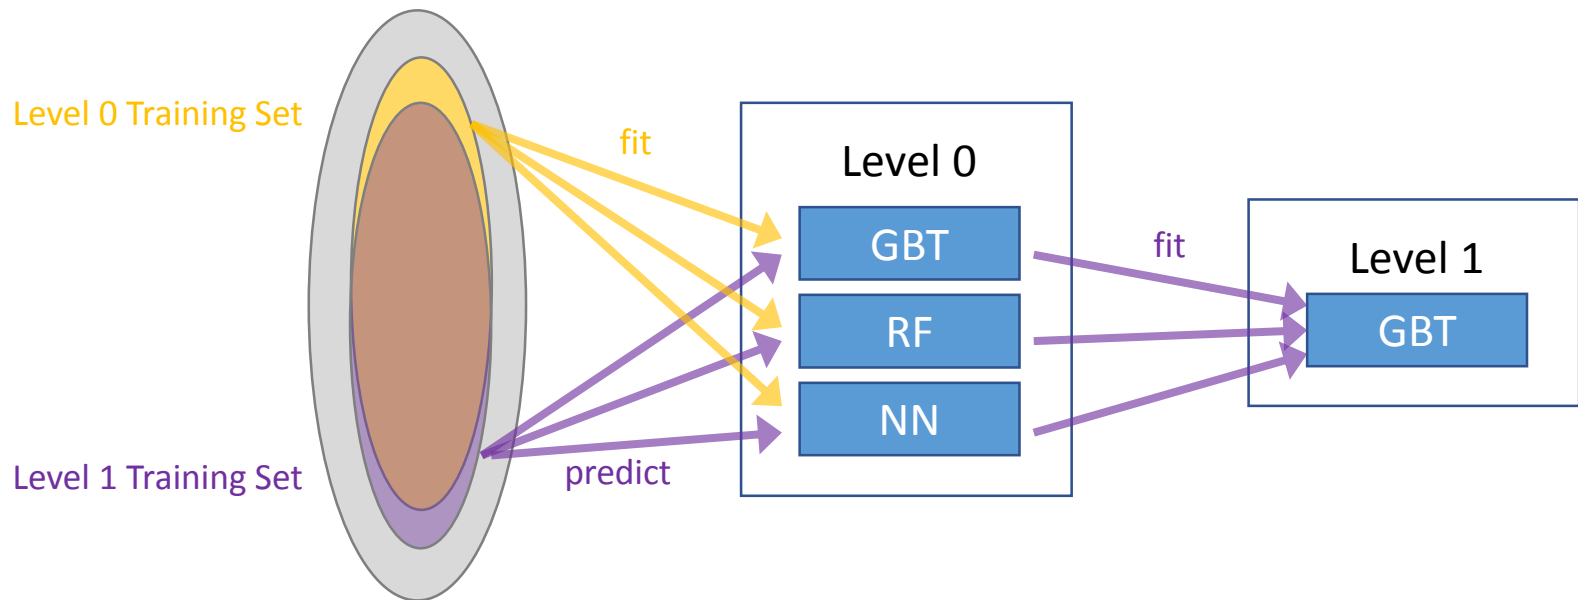 Level 0 Training Set
fit
Level 0
GBT
RF
NN
fit
Level 1
GBT
Level 1 Training Set
predict